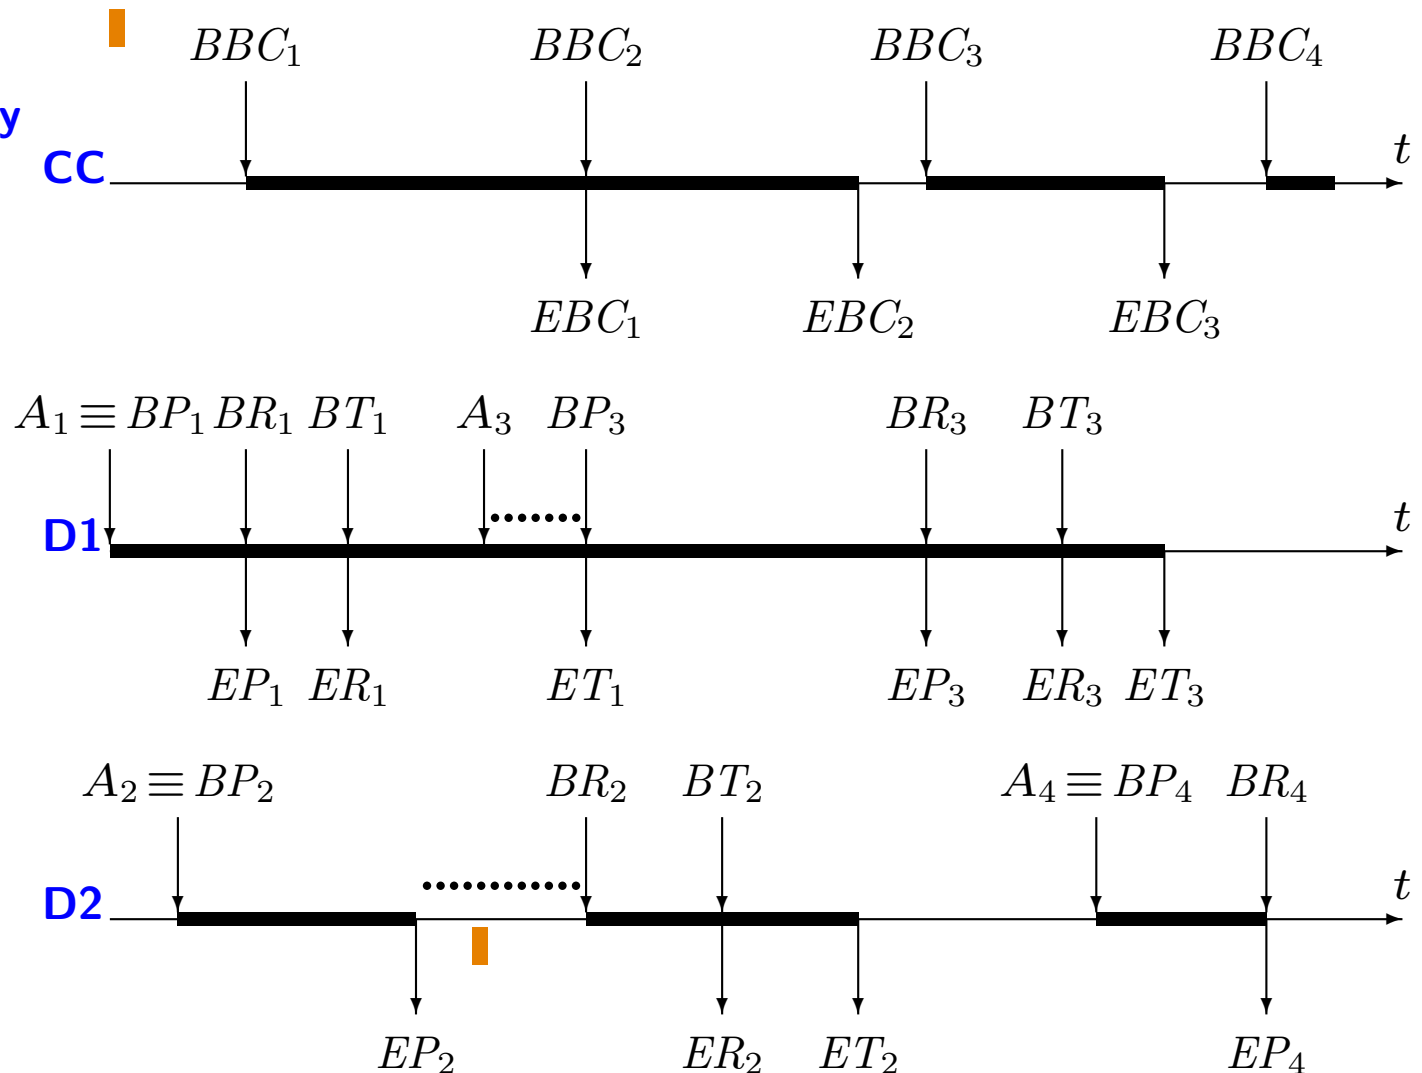 BBC₁ BBC₂ BBC₃ BBC₄
y
CC t
EBC₁ EBC₂ EBC₃
A₁ ≡ BP₁ BR₁ BT₁ A₃ BP₃ BR₃ BT₃
D1 t
EP₁ ER₁ ET₁ EP₃ ER₃ ET₃
A₂ ≡ BP₂ BR₂ BT₂ A₄ ≡ BP₄ BR₄
D2 t
EP₂ ER₂ ET₂ EP₄